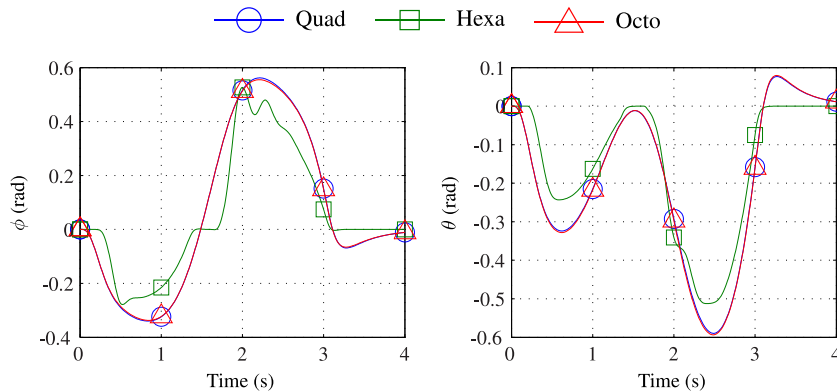 Quad Hexa Octo
0.6
0.4
0.2
0
-0.2
-0.4
0 1 2 3 4
ϕ (rad)
Time (s)
0.1
0
-0.1
-0.2
-0.3
-0.4
-0.5
-0.6
0 1 2 3 4
θ (rad)
Time (s)